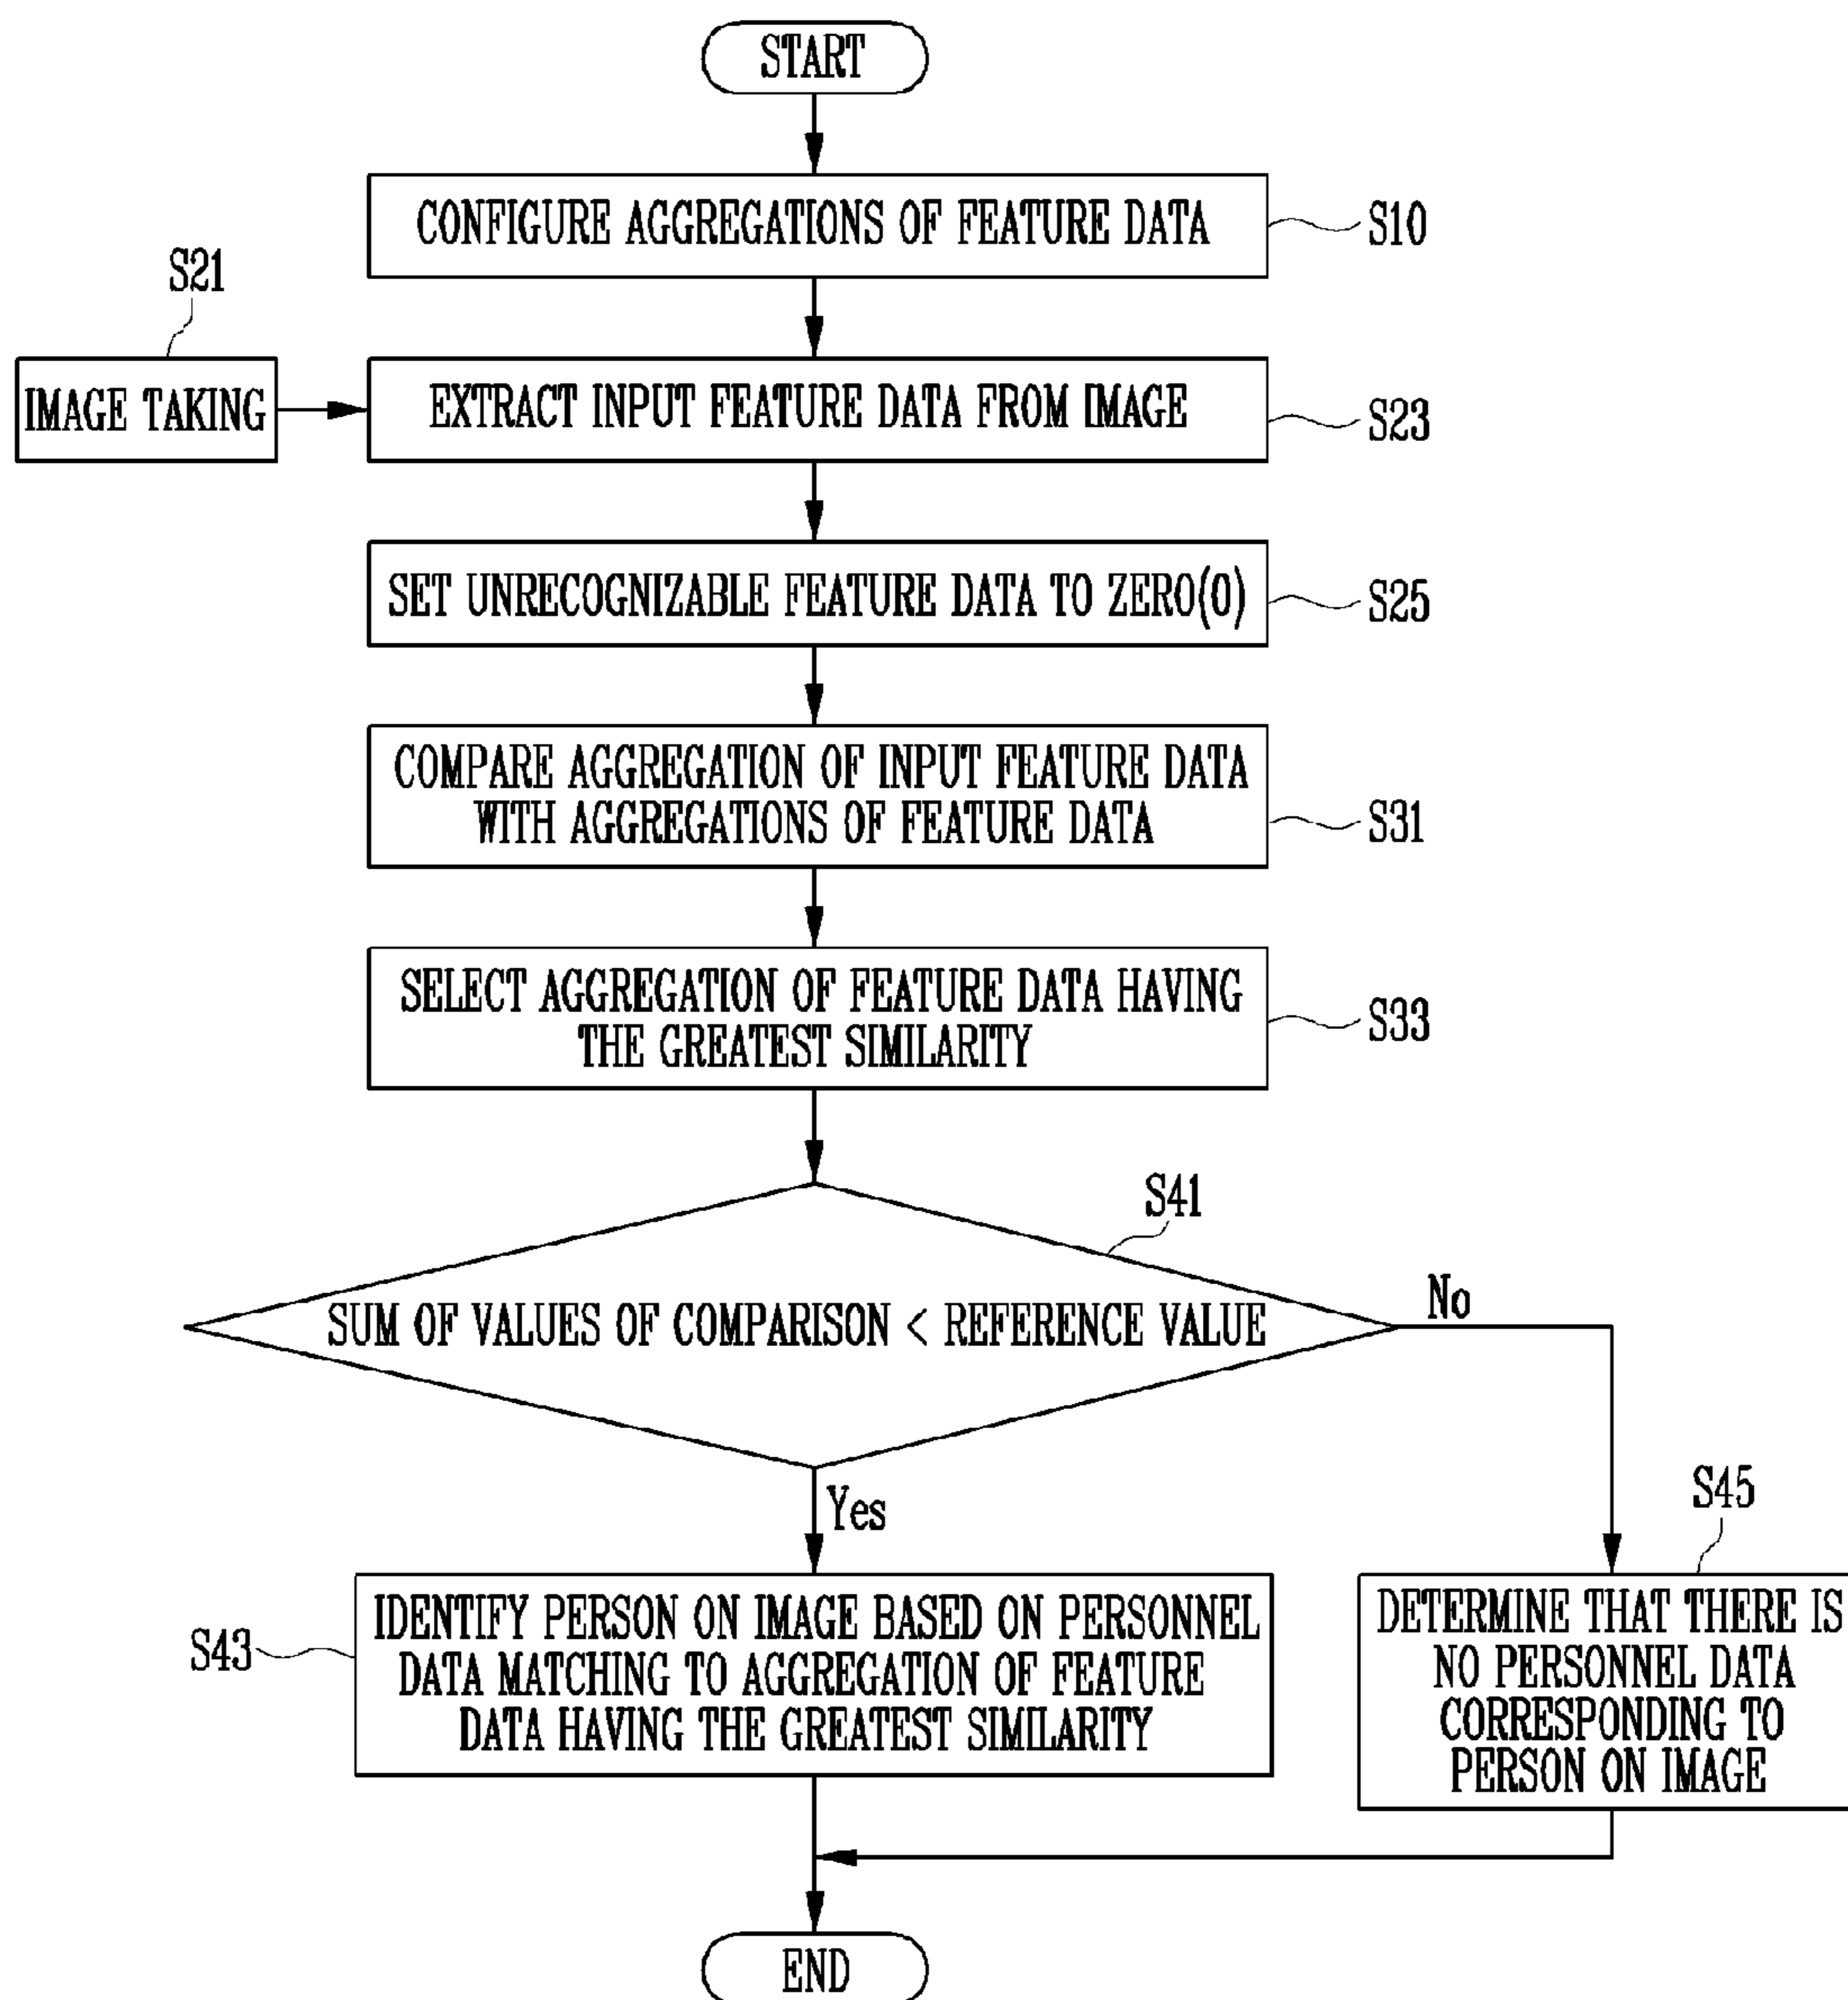 START
CONFIGURE AGGREGATIONS OF FEATURE DATA
S10
S21
IMAGE TAKING
EXTRACT INPUT FEATURE DATA FROM IMAGE
S23
SET UNRECOGNIZABLE FEATURE DATA TO ZERO(0)
S25
COMPARE AGGREGATION OF INPUT FEATURE DATA
WITH AGGREGATIONS OF FEATURE DATA
S31
SELECT AGGREGATION OF FEATURE DATA HAVING
THE GREATEST SIMILARITY
S33
S41
SUM OF VALUES OF COMPARISON < REFERENCE VALUE
No
Yes
S43
IDENTIFY PERSON ON IMAGE BASED ON PERSONNEL
DATA MATCHING TO AGGREGATION OF FEATURE
DATA HAVING THE GREATEST SIMILARITY
S45
DETERMINE THAT THERE IS
NO PERSONNEL DATA
CORRESPONDING TO
PERSON ON IMAGE
END